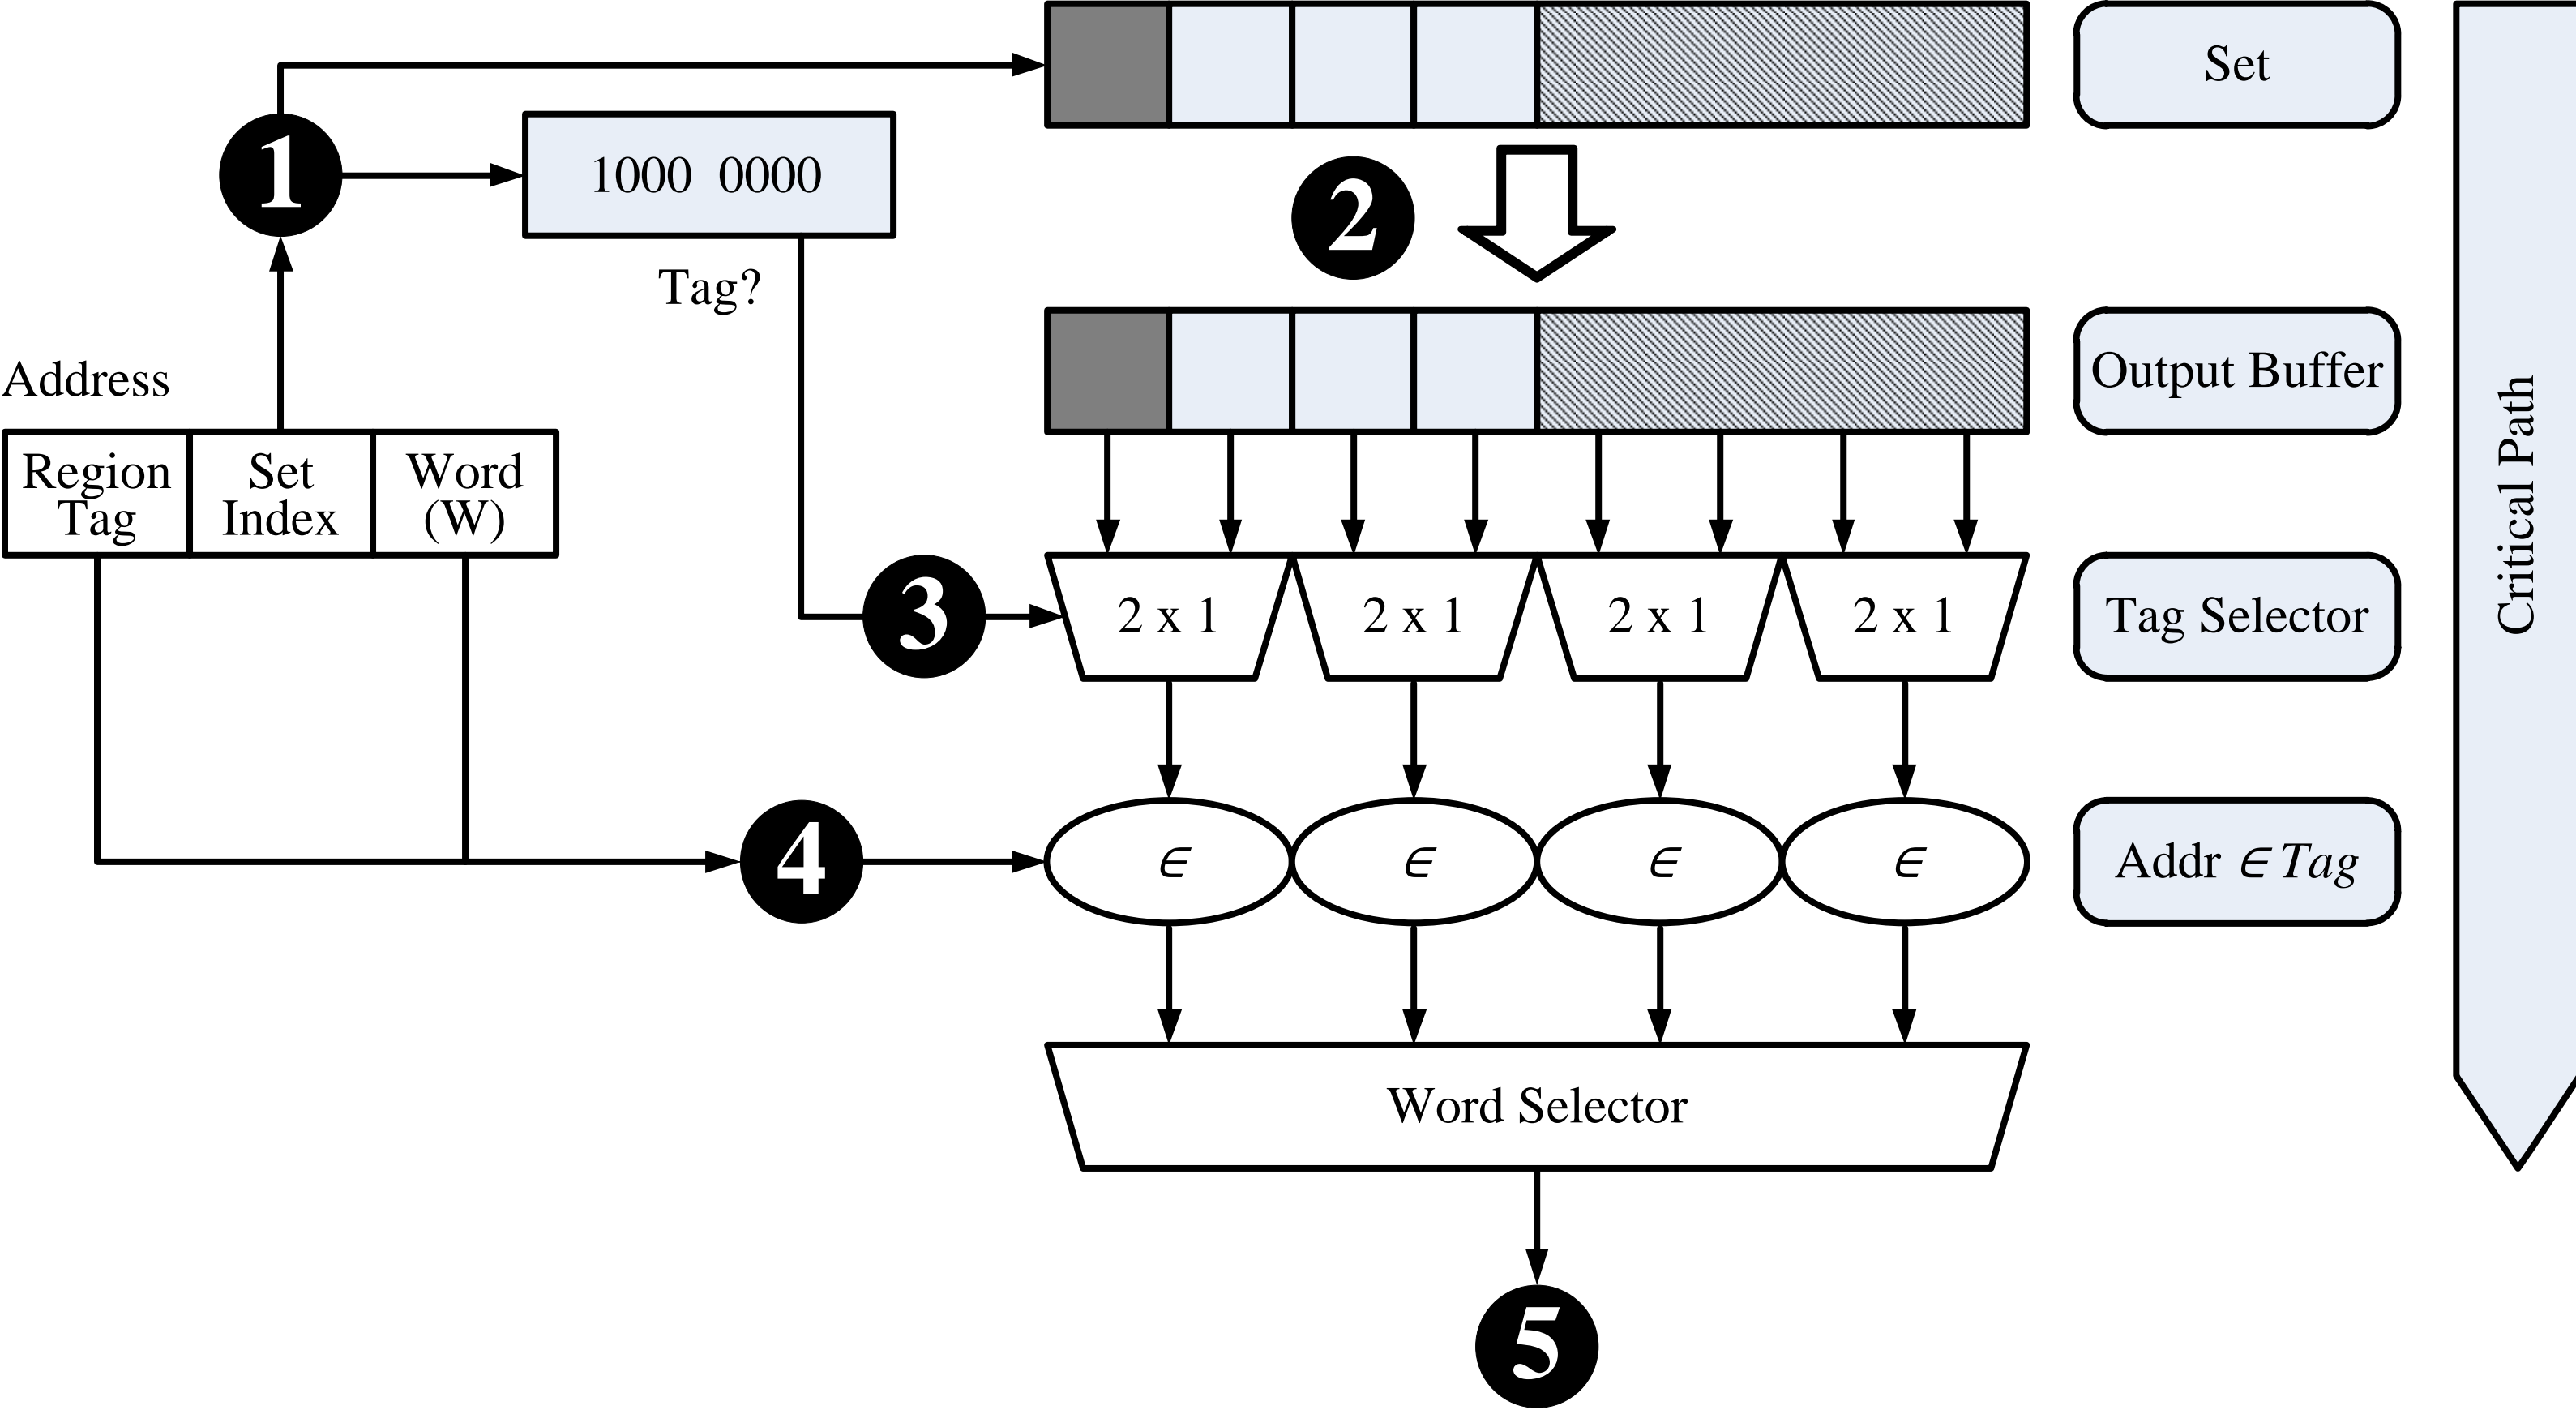 Set
1
1000 0000
2
Tag?
Address
Output Buffer
Region
Tag
Set
Index
Word
(W)
Critical Path
3
2 x 1
2 x 1
2 x 1
2 x 1
Tag Selector
4
∈
∈
∈
∈
Addr ∈ Tag
Word Selector
5